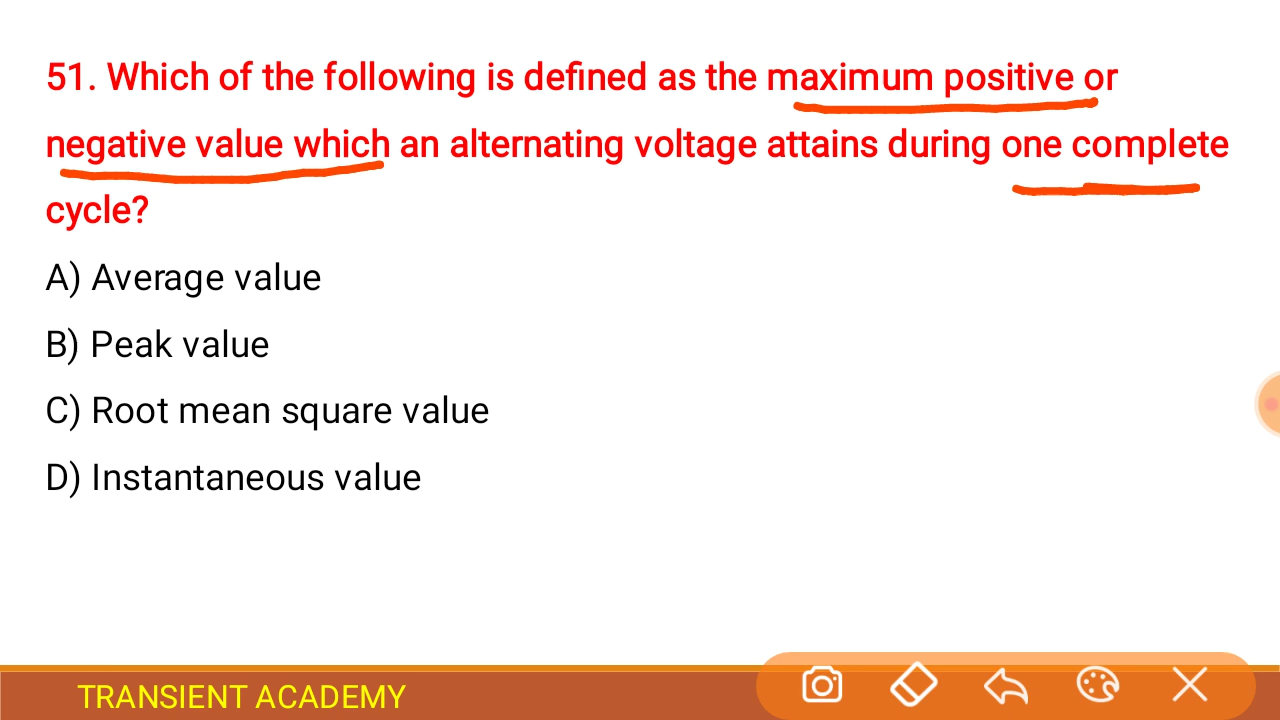 51. Which of the following is defined as the maximum positive or
negative value which an alternating voltage attains during one complete
cycle?
A) Average value
B) Peak value
C) Root mean square value
D) Instantaneous value
TRANSIENT ACADEMY